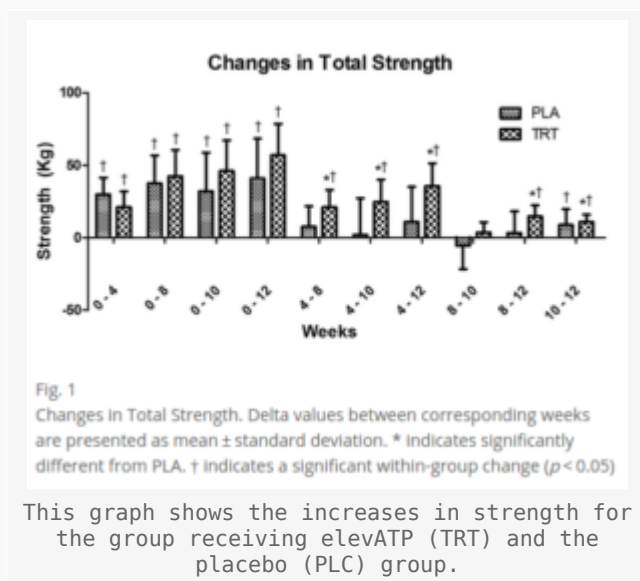 Changes in Total Strength
100
50
0
-50
Strength (Kg)
PLA
TRT
†
†
†
†
†
†
†
†
*†
*†
*†
*†
†
*†
0 - 4
0 - 8
0 - 10
0 - 12
4 - 8
4 - 10
4 - 12
8 - 10
8 - 12
10 - 12
Weeks
Fig. 1
Changes in Total Strength. Delta values between corresponding weeks
are presented as mean ± standard deviation. * Indicates significantly
different from PLA. † indicates a significant within-group change (p < 0.05)
This graph shows the increases in strength for
the group receiving elevATP (TRT) and the
placebo (PLC) group.